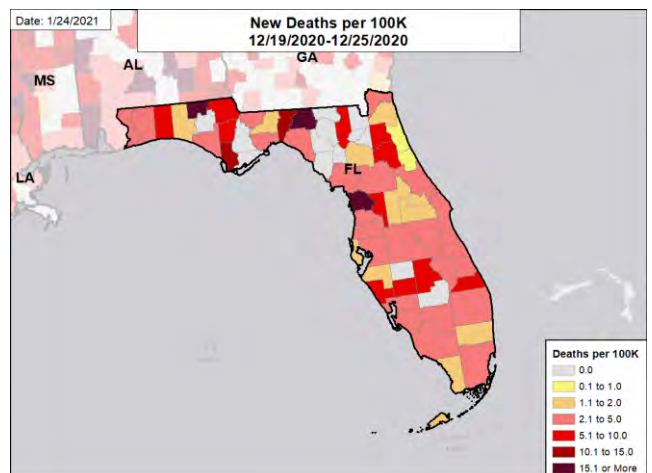 Date: 1/24/2021
New Deaths per 100K
12/19/2020-12/25/2020
GA
AL
MS
LA
FL
Deaths per 100K
0.0
0.1 to 1.0
1.1 to 2.0
2.1 to 5.0
5.1 to 10.0
10.1 to 15.0
15.1 or More